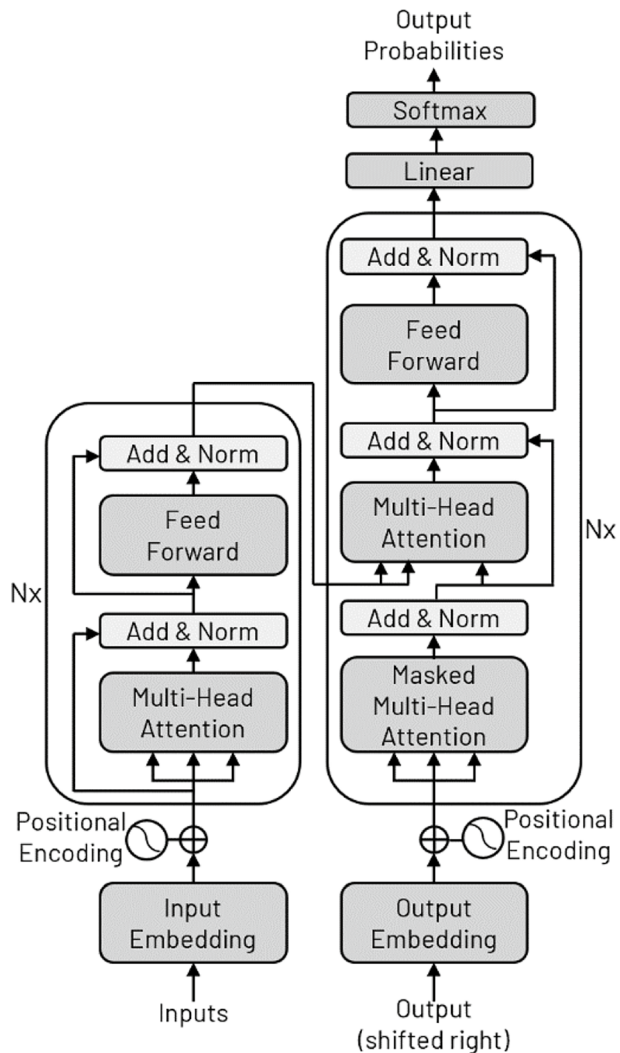 Output
Probabilities
Softmax
Linear
Add & Norm
Feed
Forward
Add & Norm
Multi-Head
Attention
Nx
Add & Norm
Masked
Multi-Head
Attention
Add & Norm
Feed
Forward
Nx
Add & Norm
Multi-Head
Attention
Positional
Encoding
Positional
Encoding
Input
Embedding
Output
Embedding
Inputs
Output
(shifted right)